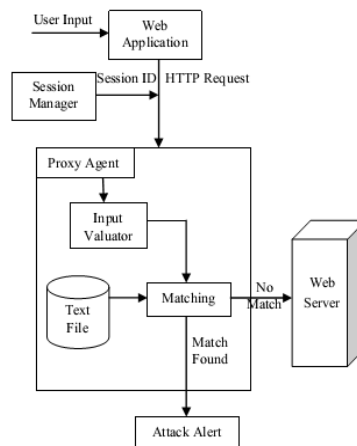 User Input
Web
Application
Session ID
HTTP Request
Session
Manager
Proxy Agent
Input
Valuator
Text
File
Matching
No
Match
Web
Server
Match
Found
Attack Alert